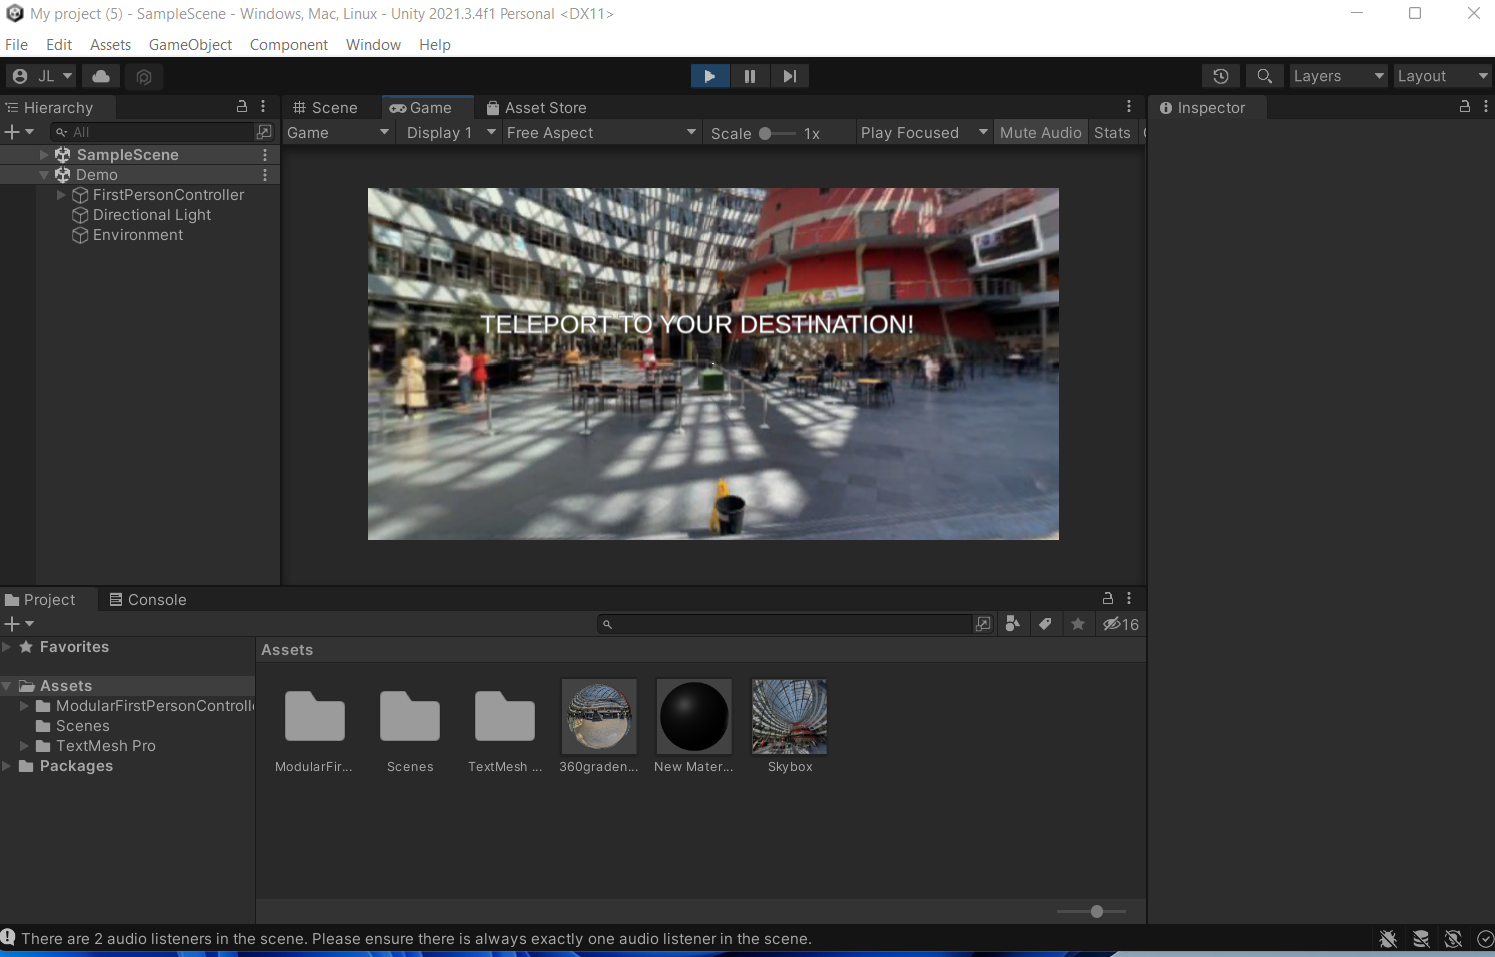 My project (5) - SampleScene - Windows, Mac, Linux - Unity 2021.3.4f1 Personal <DX11>
File Edit Assets GameObject Component Window Help
JL Layers Layout
Hierarchy Scene Game Asset Store Inspector
All Game Display 1 Free Aspect Scale 1x Play Focused Mute Audio Stats
SampleScene
Demo
FirstPersonController
Directional Light
Environment
TELEPORT TO YOUR DESTINATION!
Project Console
16
Favorites
Assets
Assets
ModularFirstPersonControlle
Scenes
TextMesh Pro
Packages
ModularFir... Scenes TextMesh ... 360graden... New Mater... Skybox
There are 2 audio listeners in the scene. Please ensure there is always exactly one audio listener in the scene.